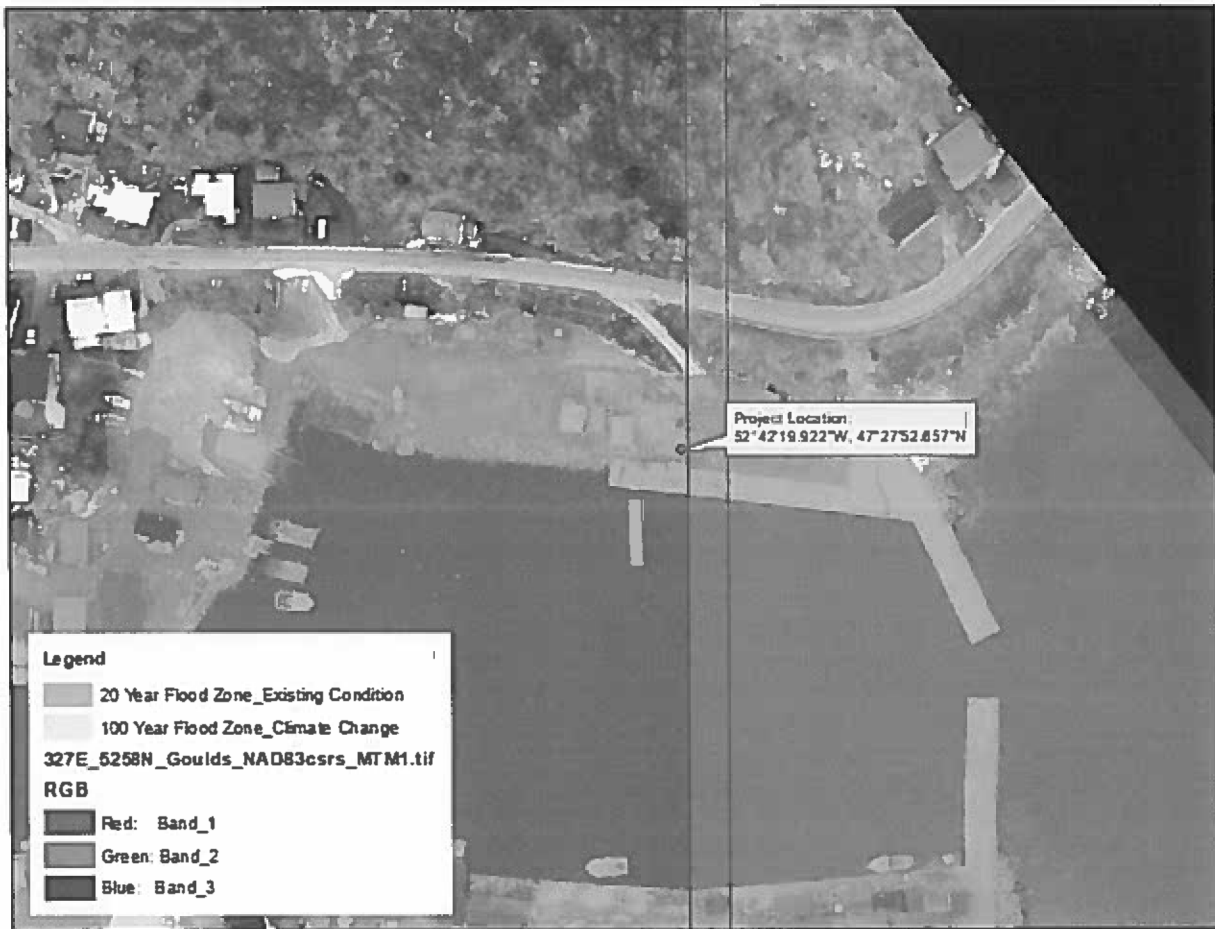 Project Location:
52°42'19.922"W, 47°27'52.657"N
Legend
20 Year Flood Zone_Existing Condition
100 Year Flood Zone_Climate Change
327E_5258N_Goulds_NAD83csrs_MTM1.tif
RGB
Red: Band_1
Green: Band_2
Blue: Band_3